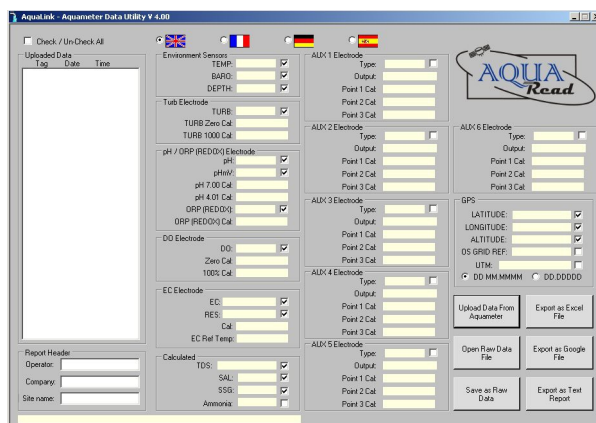 AquaLink - Aquameter Data Utility V 4.00
Check / Un-Check All
Uploaded Data
Tag Date Time
Report Header
Operator:
Company:
Site name:
Environment Sensors
TEMP:
BARO:
DEPTH:
Turb Electrode
TURB:
TURB Zero Cal:
TURB 1000 Cal:
pH / ORP (REDOX) Electrode
pH:
pHmV:
pH 7.00 Cal:
pH 4.01 Cal:
ORP (REDOX):
ORP (REDOX) Cal:
DO Electrode
DO:
Zero Cal:
100% Cal:
EC Electrode
EC:
RES:
Cal:
EC Ref Temp:
Calculated
TDS:
SAL:
SSG:
Ammonia:
AUX 1 Electrode
Type:
Output:
Point 1 Cal:
Point 2 Cal:
Point 3 Cal:
AUX 2 Electrode
Type:
Output:
Point 1 Cal:
Point 2 Cal:
Point 3 Cal:
AUX 3 Electrode
Type:
Output:
Point 1 Cal:
Point 2 Cal:
Point 3 Cal:
AUX 4 Electrode
Type:
Output:
Point 1 Cal:
Point 2 Cal:
Point 3 Cal:
AUX 5 Electrode
Type:
Output:
Point 1 Cal:
Point 2 Cal:
Point 3 Cal:
AQUA
Read
AUX 6 Electrode
Type:
Output:
Point 1 Cal:
Point 2 Cal:
Point 3 Cal:
GPS
LATITUDE:
LONGITUDE:
ALTITUDE:
OS GRID REF:
UTM:
DD MM.MMMM DD.DDDDD
Upload Data From
Aquameter
Export as Excel
File
Open Raw Data
File
Export as Google
File
Save as Raw
Data
Export as Text
Report